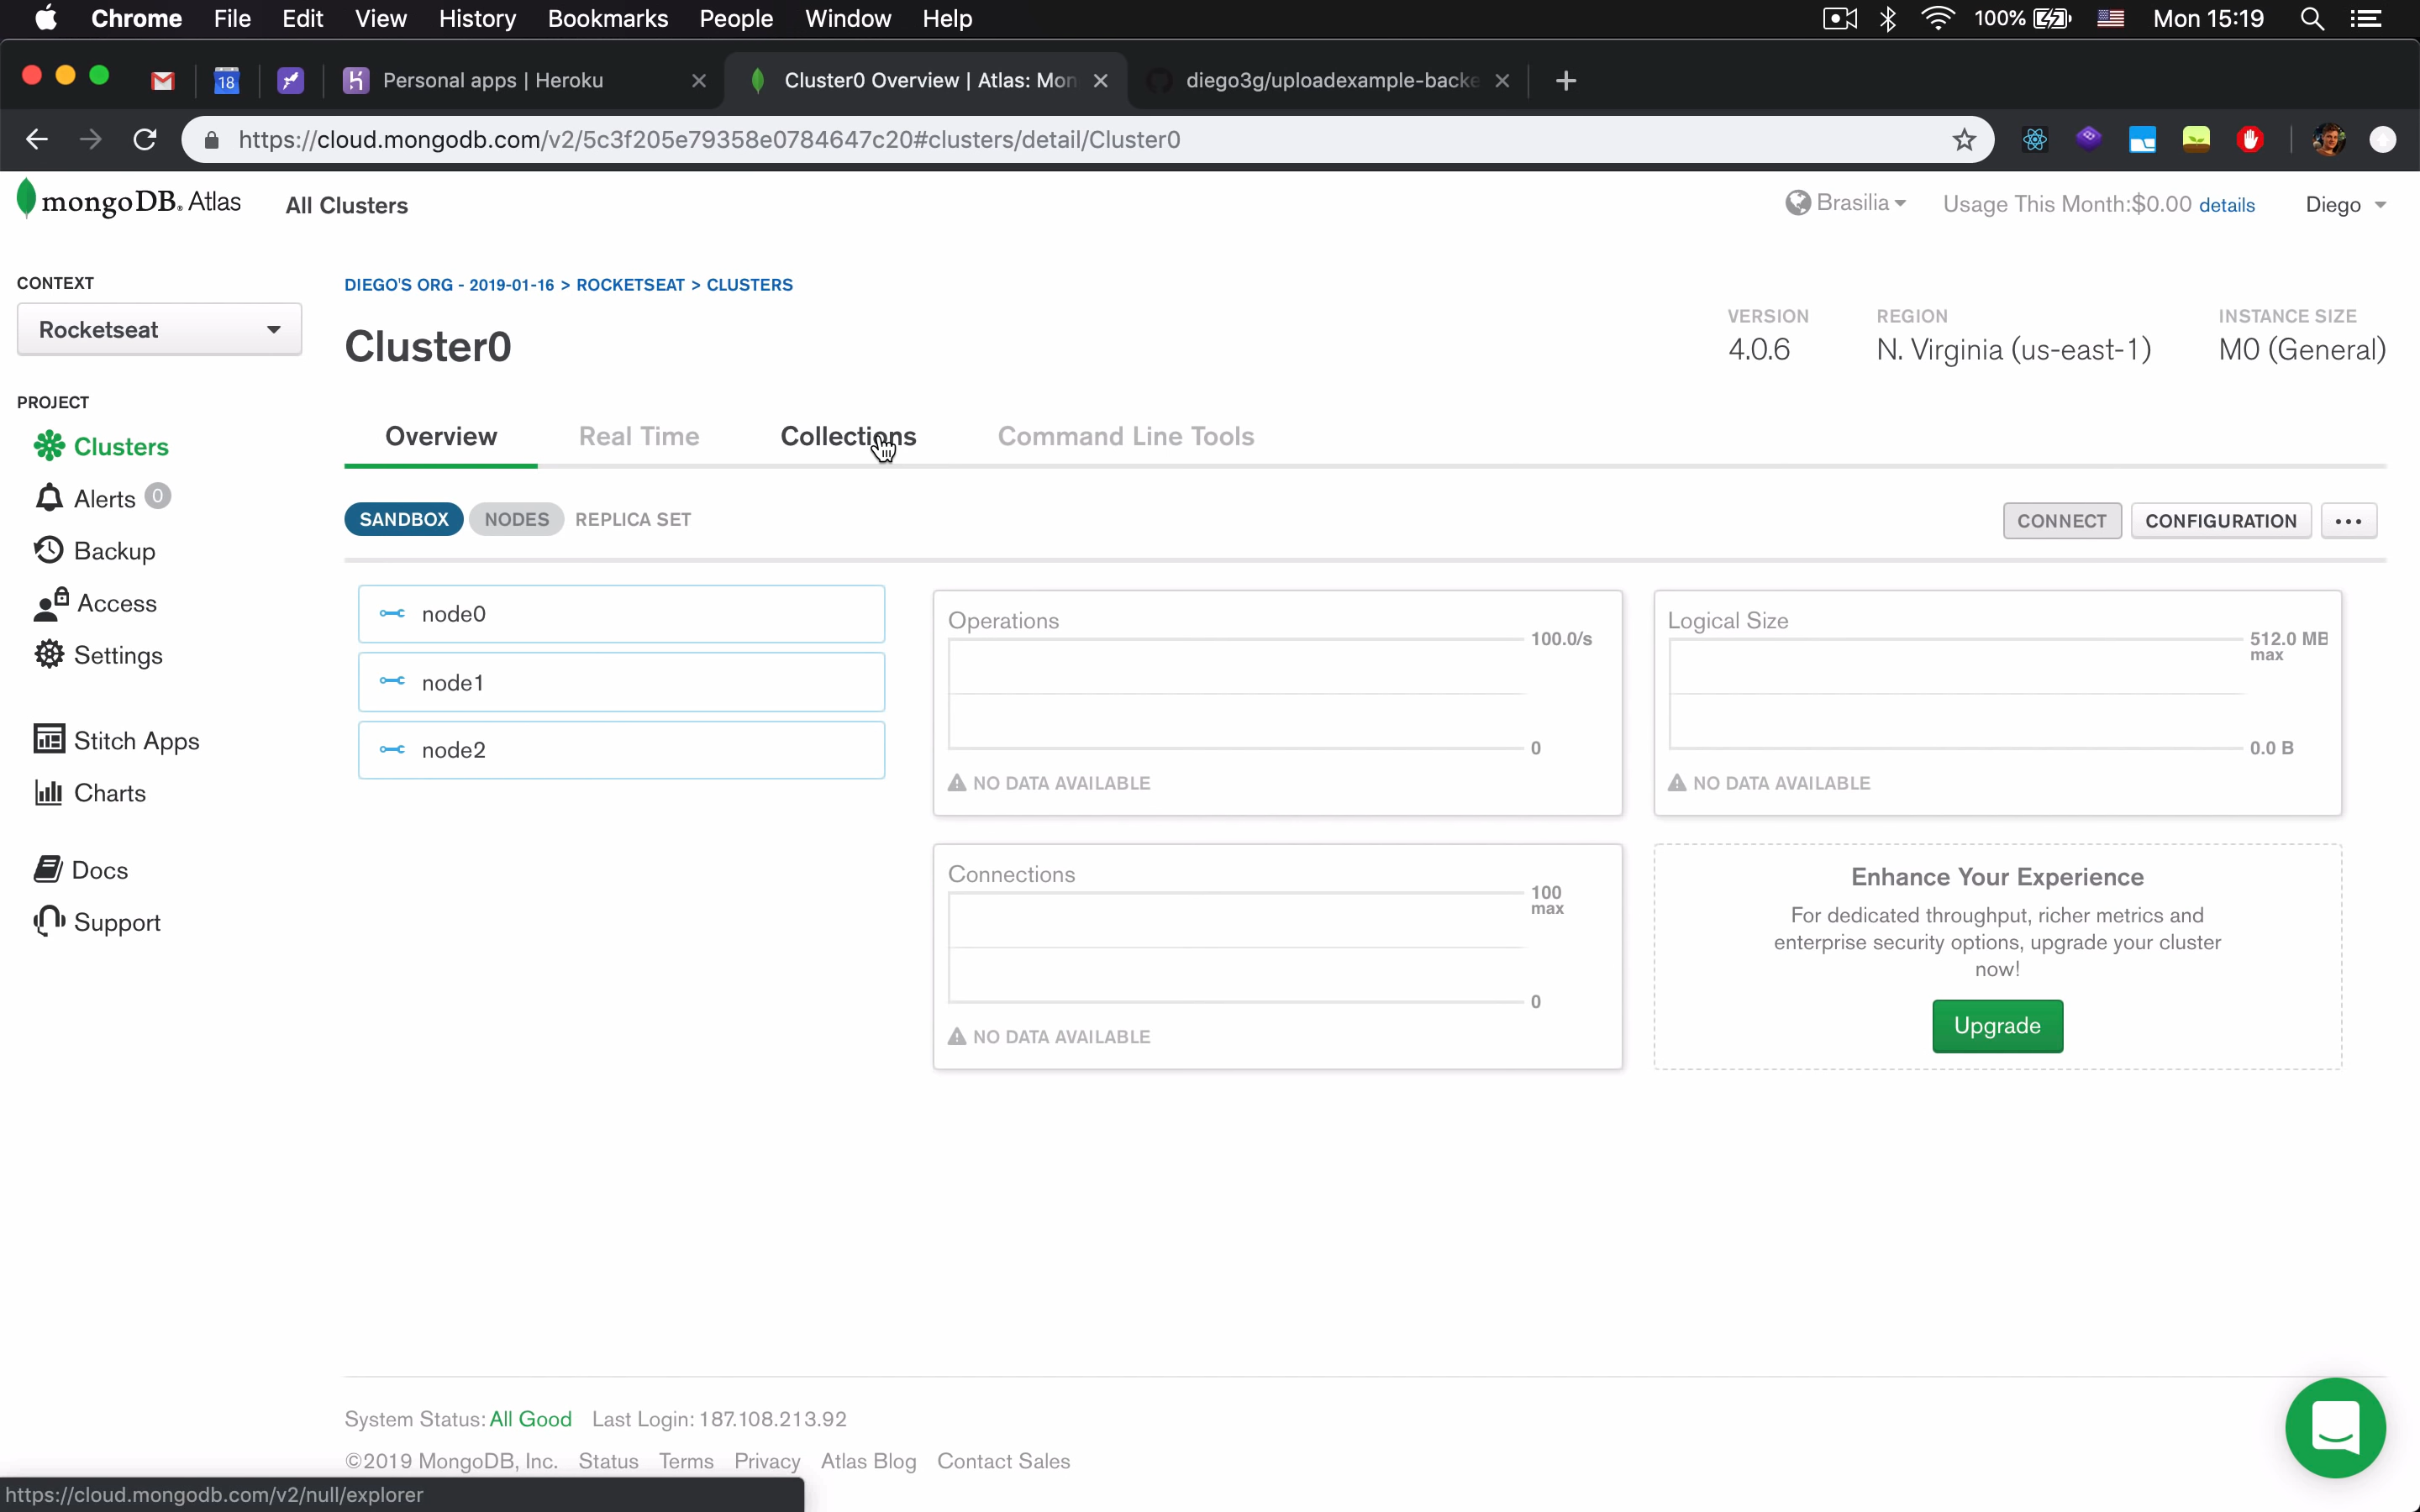 Chrome File Edit View History Bookmarks People Window Help 100% Mon 15:19
18 Personal apps | Heroku Cluster0 Overview | Atlas: Mon diego3g/uploadexample-backe
https://cloud.mongodb.com/v2/5c3f205e79358e0784647c20#clusters/detail/Cluster0
mongoDB. Atlas All Clusters Brasilia Usage This Month:$0.00 details Diego
CONTEXT
Rocketseat
PROJECT
Clusters
Alerts 0
Backup
Access
Settings
Stitch Apps
Charts
Docs
Support
DIEGO'S ORG - 2019-01-16 > ROCKETSEAT > CLUSTERS
Cluster0
VERSION
4.0.6
REGION
N. Virginia (us-east-1)
INSTANCE SIZE
M0 (General)
Overview Real Time Collections Command Line Tools
SANDBOX NODES REPLICA SET CONNECT CONFIGURATION ...
node0
node1
node2
Operations
100.0/s
0
NO DATA AVAILABLE
Logical Size
512.0 MB
max
0.0 B
NO DATA AVAILABLE
Connections
100
max
0
NO DATA AVAILABLE
Enhance Your Experience
For dedicated throughput, richer metrics and
enterprise security options, upgrade your cluster
now!
Upgrade
System Status: All Good Last Login: 187.108.213.92
©2019 MongoDB, Inc. Status Terms Privacy Atlas Blog Contact Sales
https://cloud.mongodb.com/v2/null/explorer